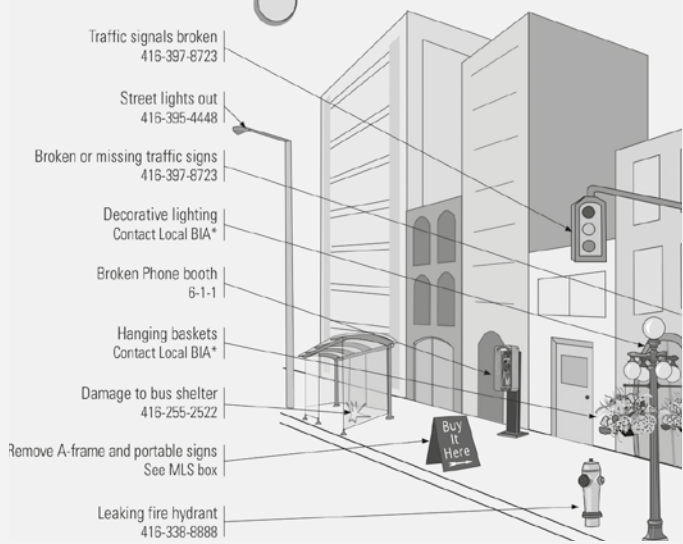 Traffic signals broken
416-397-8723
Street lights out
416-395-4448
Broken or missing traffic signs
416-397-8723
Decorative lighting
Contact Local BIA*
Broken Phone booth
6-1-1
Hanging baskets
Contact Local BIA*
Damage to bus shelter
416-255-2522
Remove A-frame and portable signs
See MLS box
Leaking fire hydrant
416-338-8888
Buy
It
Here